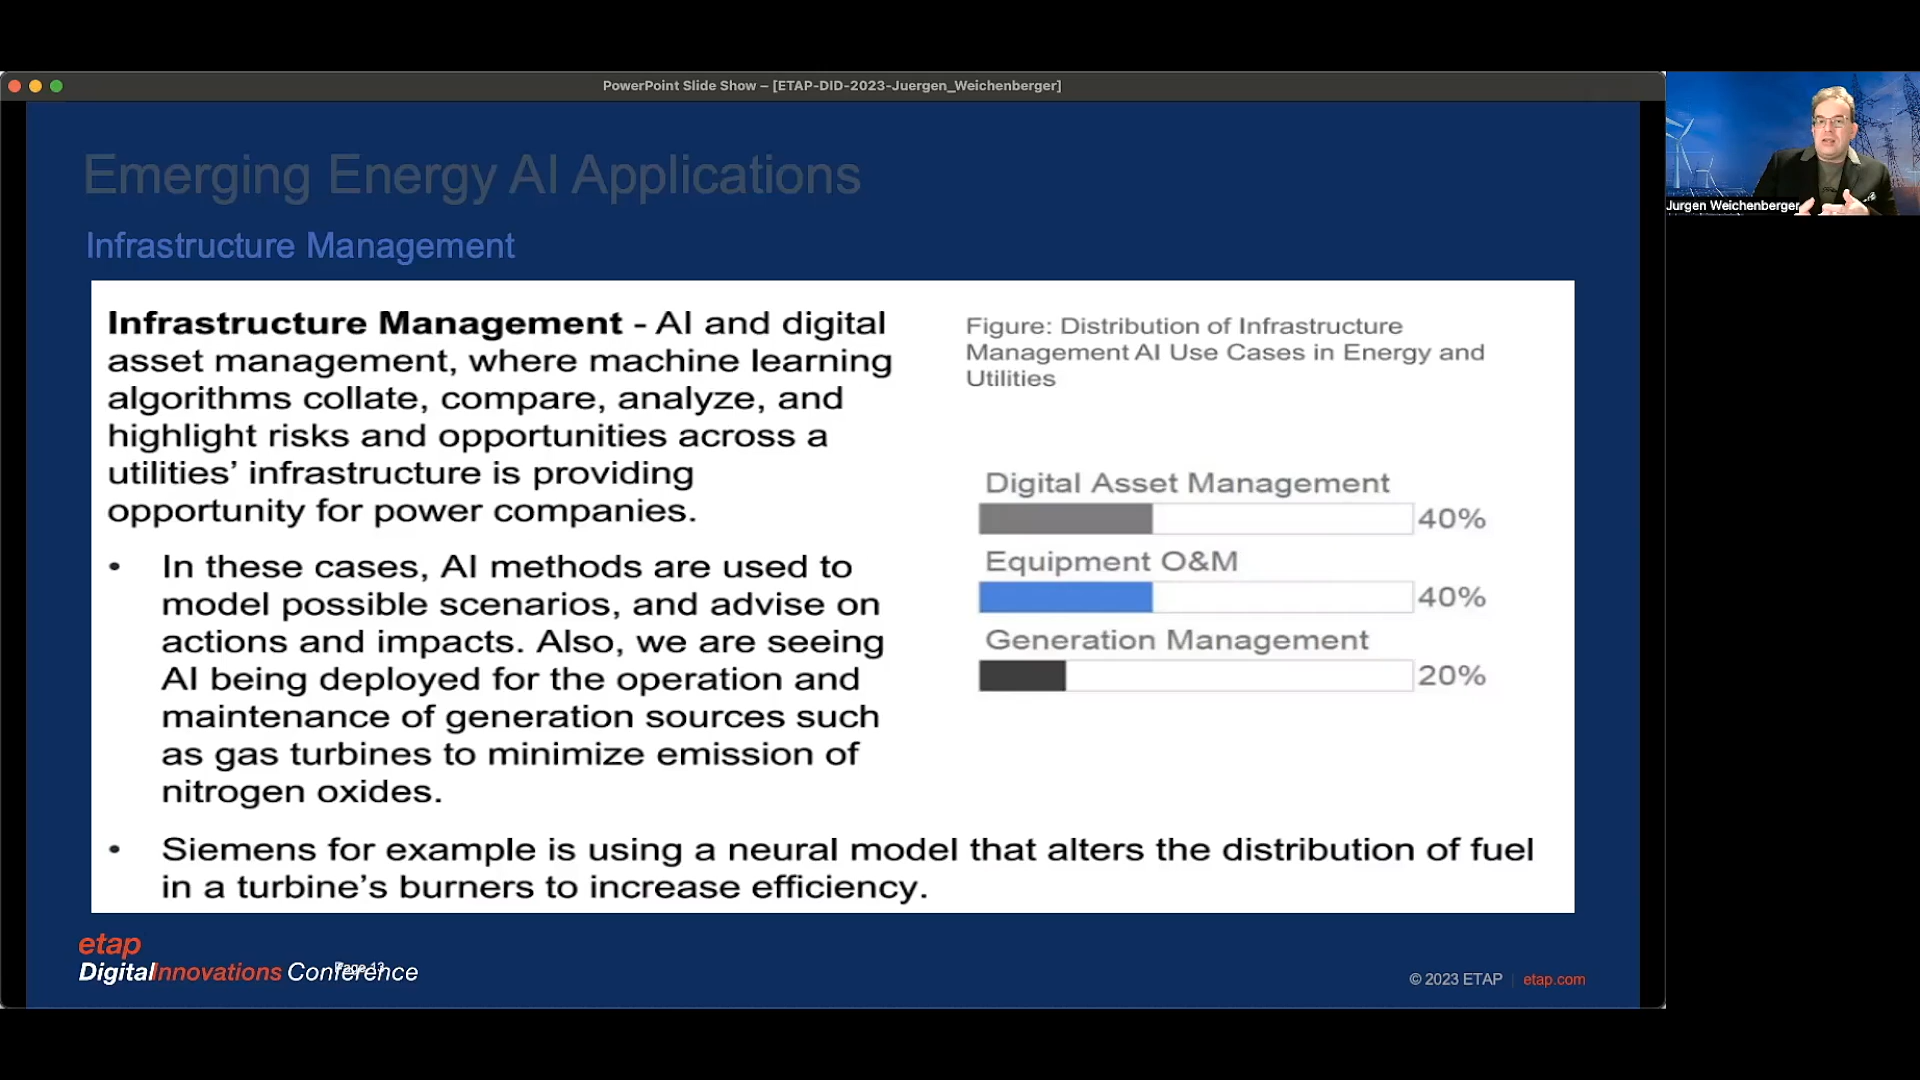 PowerPoint Slide Show – [ETAP-DID-2023-Juergen_Weichenberger]
Jurgen Weichenberger
Emerging Energy AI Applications
Infrastructure Management
Infrastructure Management - AI and digital
asset management, where machine learning
algorithms collate, compare, analyze, and
highlight risks and opportunities across a
utilities’ infrastructure is providing
opportunity for power companies.
• In these cases, AI methods are used to
model possible scenarios, and advise on
actions and impacts. Also, we are seeing
AI being deployed for the operation and
maintenance of generation sources such
as gas turbines to minimize emission of
nitrogen oxides.
• Siemens for example is using a neural model that alters the distribution of fuel
in a turbine’s burners to increase efficiency.
Figure: Distribution of Infrastructure
Management AI Use Cases in Energy and
Utilities
Digital Asset Management
40%
Equipment O&M
40%
Generation Management
20%
etap
DigitalInnovations Conference
Page 13
© 2023 ETAP | etap.com